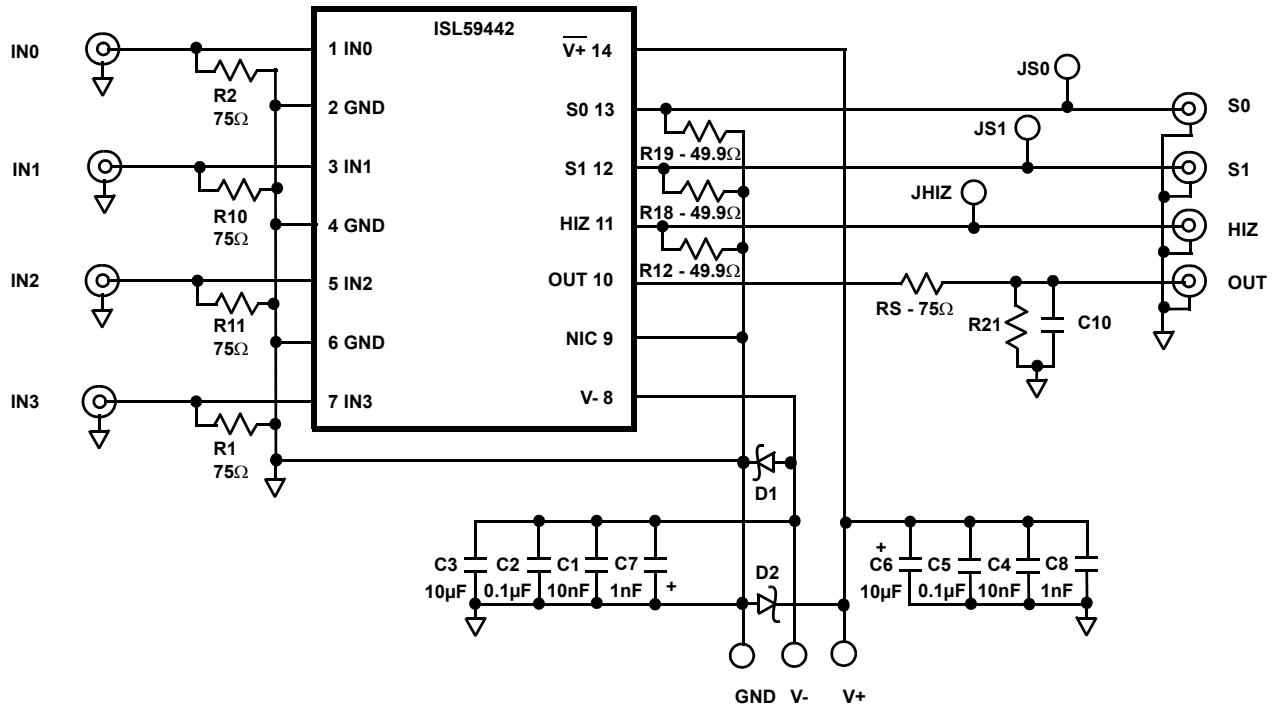 ISL59442
IN0
1 IN0
V+ 14
JS0
R2
75Ω
2 GND
S0 13
S0
JS1
R19 - 49.9Ω
IN1
3 IN1
S1 12
S1
R10
75Ω
JHIZ
R18 - 49.9Ω
4 GND
HIZ 11
HIZ
R12 - 49.9Ω
IN2
5 IN2
OUT 10
OUT
R11
75Ω
RS - 75Ω
R21
C10
6 GND
NIC 9
IN3
7 IN3
V- 8
R1
75Ω
D1
C3
10µF
C2
0.1µF
C1
10nF
C7
1nF
+
D2
+
C6
10µF
C5
0.1µF
C4
10nF
C8
1nF
GND
V-
V+